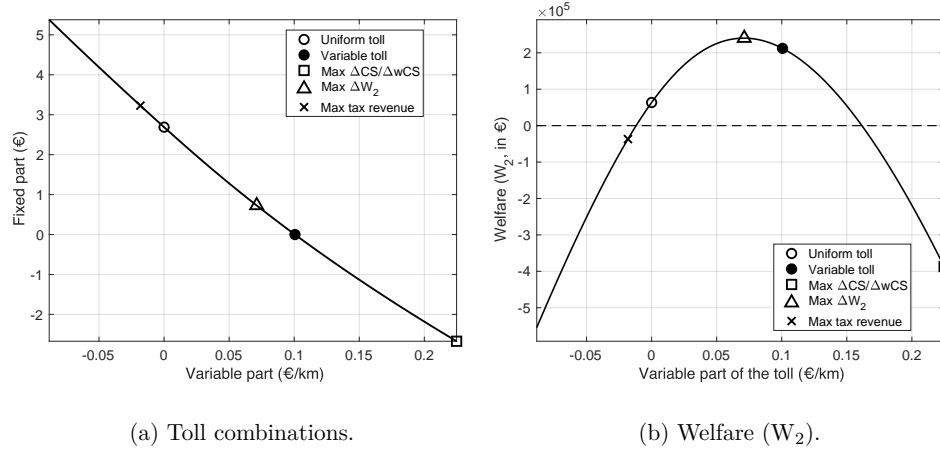 5
4
3
2
1
0
-1
-2
Fixed part (€)
-0.05 0 0.05 0.1 0.15 0.2
Variable part (€/km)
Uniform toll
Variable toll
Max ΔCS/ΔwCS
Max ΔW₂
Max tax revenue
(a) Toll combinations.
×10⁵
2
1
0
-1
-2
-3
-4
-5
Welfare (W₂, in €)
-0.05 0 0.05 0.1 0.15 0.2
Variable part of the toll (€/km)
Uniform toll
Variable toll
Max ΔCS/ΔwCS
Max ΔW₂
Max tax revenue
(b) Welfare (W₂).